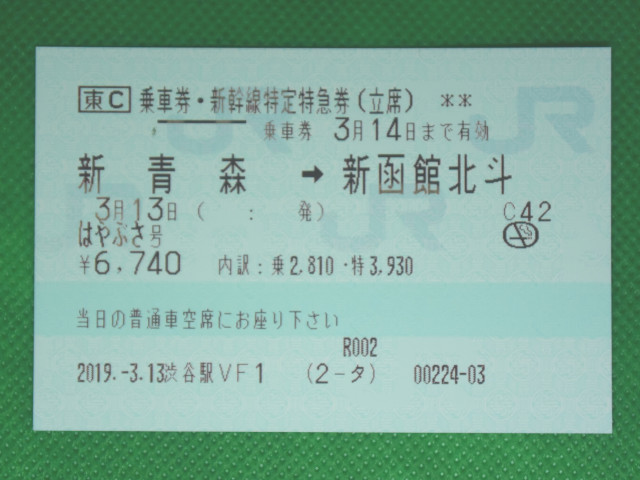 東C 乗車券・新幹線特定特急券(立席) **
乗車券 3月14日まで有効
新青森 → 新函館北斗
3月13日( : 発) C42
はやぶさ号
¥6,740 内訳:乗2,810・特3,930
当日の普通車空席にお座り下さい
R002
2019.-3.13渋谷駅VF1 (2-タ) 00224-03
JR
JR
JR